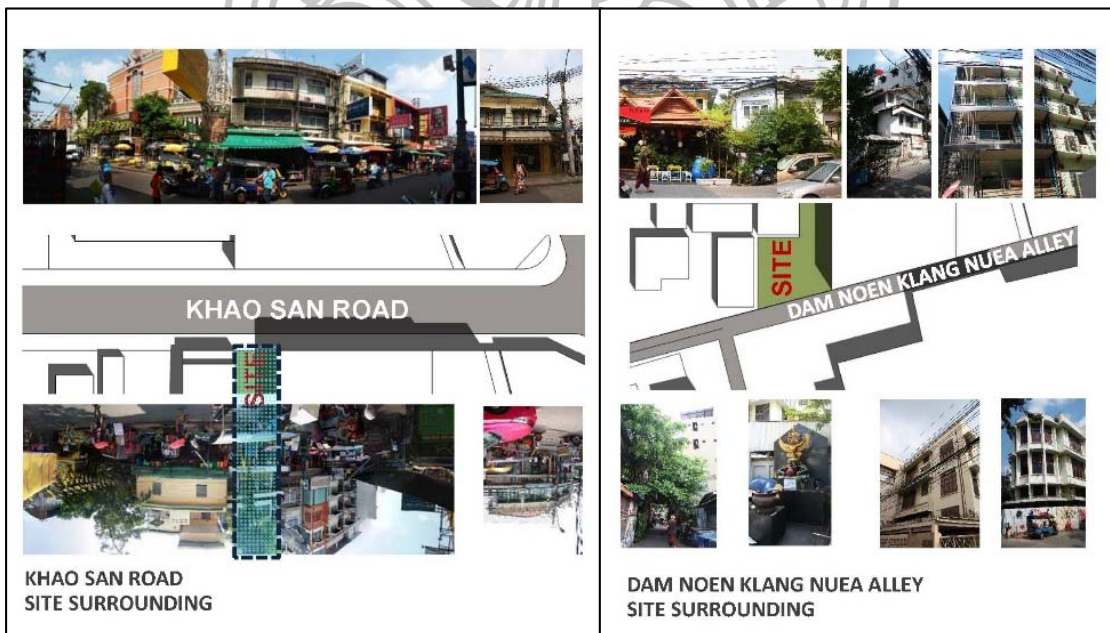 KHAO SAN ROAD
SITE
KHAO SAN ROAD
SITE SURROUNDING
SITE
DAM NOEN KLANG NUEA ALLEY
DAM NOEN KLANG NUEA ALLEY
SITE SURROUNDING